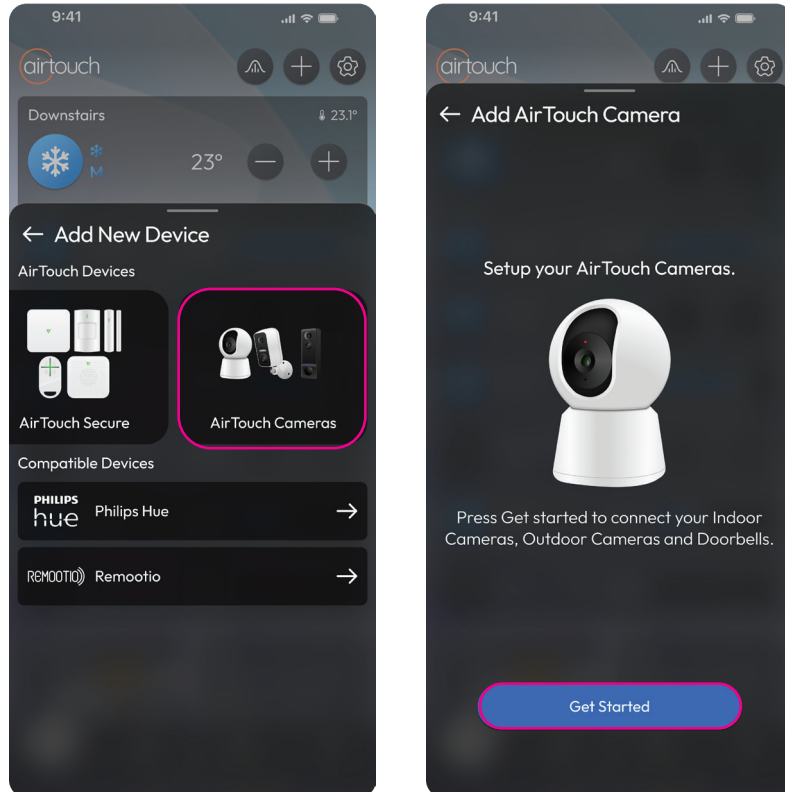 9:41
airtouch
Downstairs
23.1°
M
23°
Add New Device
AirTouch Devices
AirTouch Secure
AirTouch Cameras
Compatible Devices
PHILIPS
hue
Philips Hue
REMOOTIO
Remootio
9:41
airtouch
Add AirTouch Camera
Setup your AirTouch Cameras.
Press Get started to connect your Indoor
Cameras, Outdoor Cameras and Doorbells.
Get Started